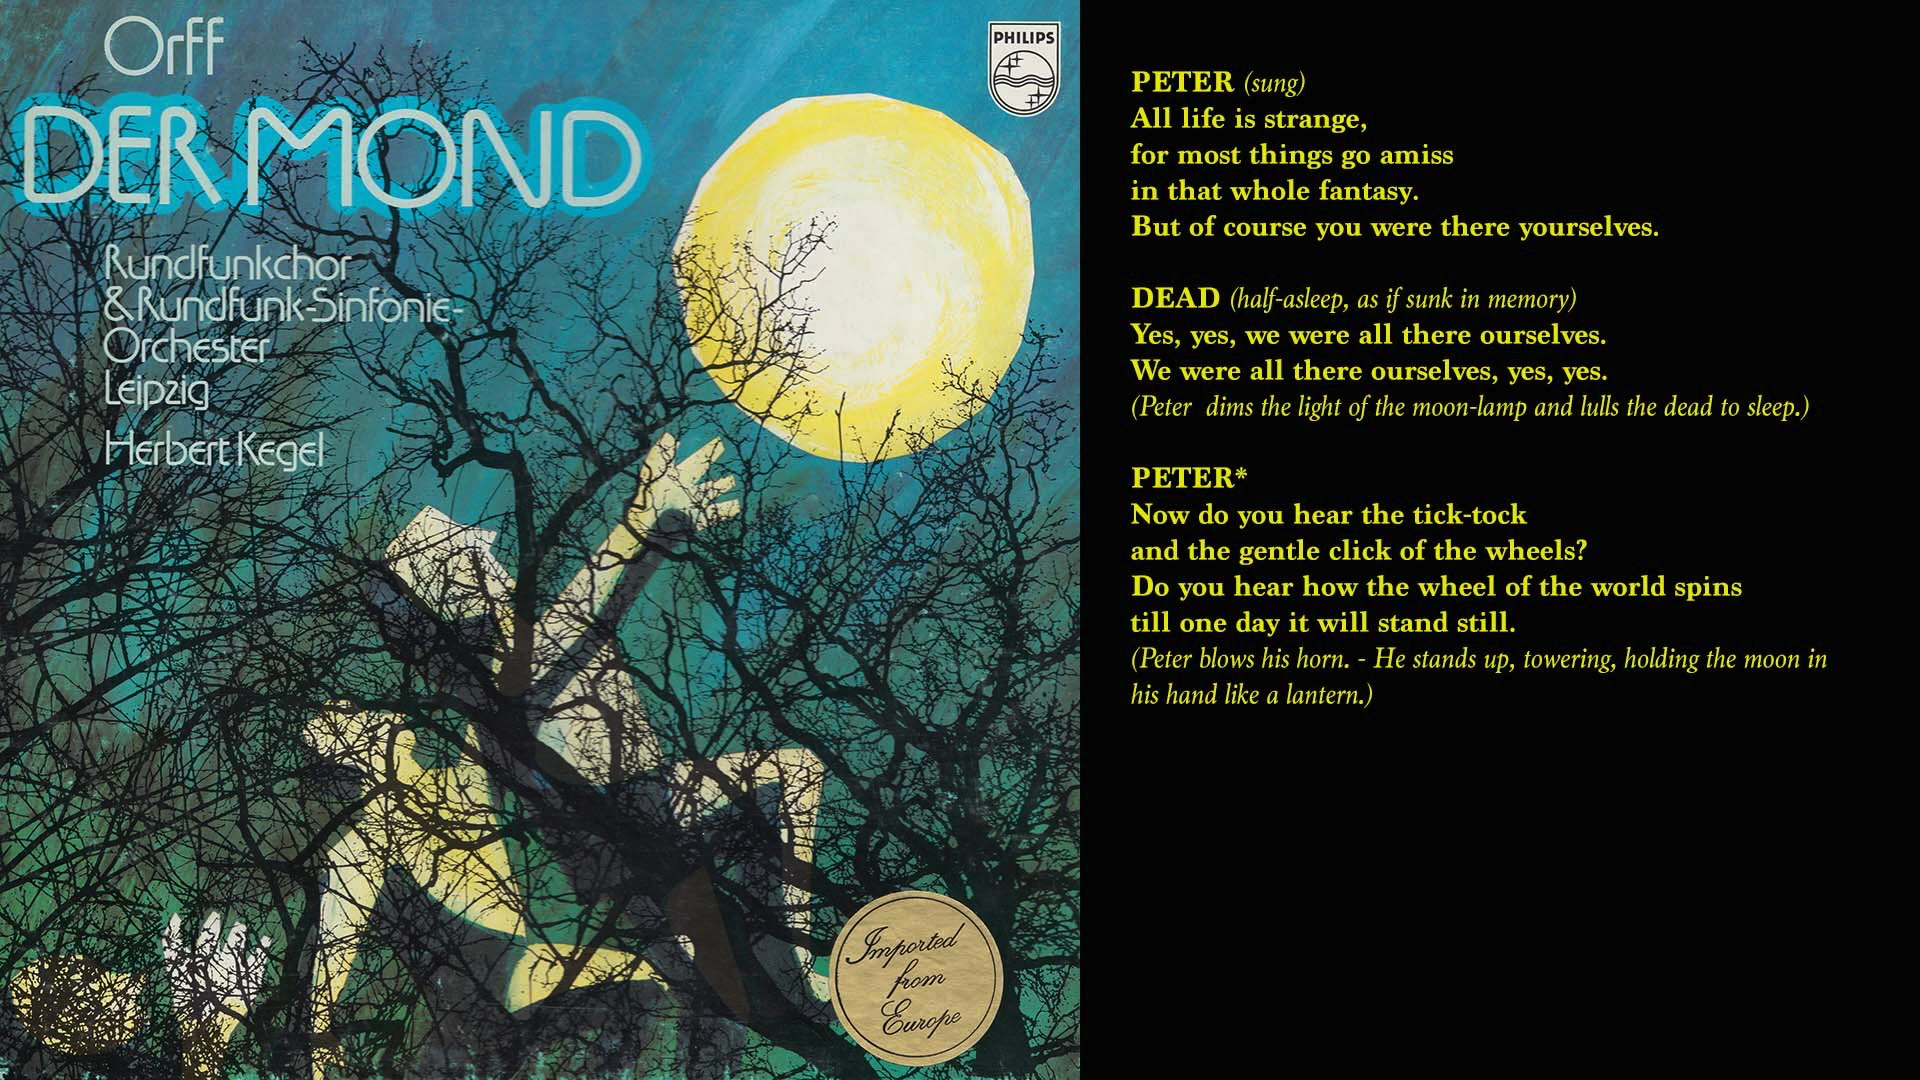 Orff
DER MOND
Rundfunkchor
& Rundfunk-Sinfonie-
Orchester
Leipzig
Herbert Kegel
PHILIPS
Imported
from
Europe
PETER (sung)
All life is strange,
for most things go amiss
in that whole fantasy.
But of course you were there yourselves.
DEAD (half-asleep, as if sunk in memory)
Yes, yes, we were all there ourselves.
We were all there ourselves, yes, yes.
(Peter dims the light of the moon-lamp and lulls the dead to sleep.)
PETER*
Now do you hear the tick-tock
and the gentle click of the wheels?
Do you hear how the wheel of the world spins
till one day it will stand still.
(Peter blows his horn. - He stands up, towering, holding the moon in
his hand like a lantern.)